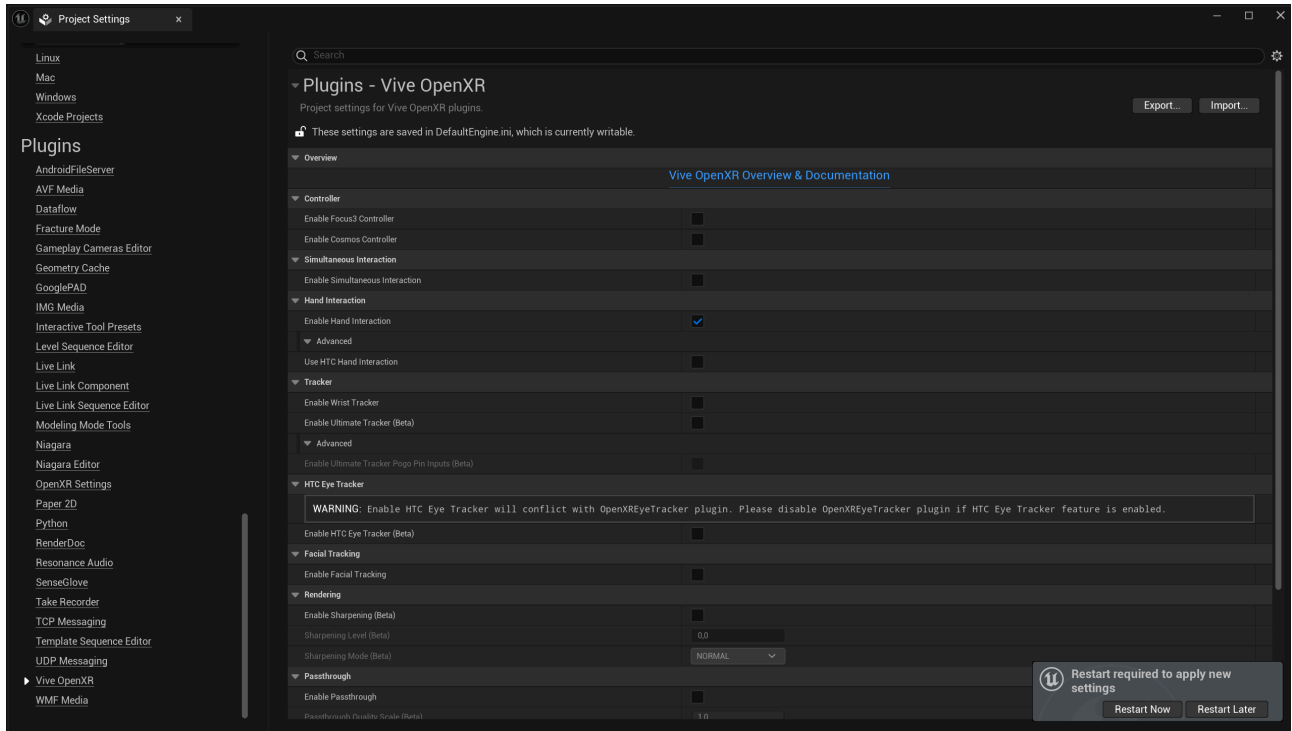 Project Settings
Linux
Mac
Windows
Xcode Projects
Plugins
AndroidFileServer
AVF Media
Dataflow
Fracture Mode
Gameplay Cameras Editor
Geometry Cache
GooglePAD
IMG Media
Interactive Tool Presets
Level Sequence Editor
Live Link
Live Link Component
Live Link Sequence Editor
Modeling Mode Tools
Niagara
Niagara Editor
OpenXR Settings
Paper 2D
Python
RenderDoc
Resonance Audio
SenseGlove
Take Recorder
TCP Messaging
Template Sequence Editor
UDP Messaging
Vive OpenXR
WMF Media
Search
Plugins - Vive OpenXR
Project settings for Vive OpenXR plugins.
Export...
Import...
These settings are saved in DefaultEngine.ini, which is currently writable.
Overview
Vive OpenXR Overview & Documentation
Controller
Enable Focus3 Controller
Enable Cosmos Controller
Simultaneous Interaction
Enable Simultaneous Interaction
Hand Interaction
Enable Hand Interaction
Advanced
Use HTC Hand Interaction
Tracker
Enable Wrist Tracker
Enable Ultimate Tracker (Beta)
Advanced
Enable Ultimate Tracker Pogo Pin Inputs (Beta)
HTC Eye Tracker
WARNING: Enable HTC Eye Tracker will conflict with OpenXREyeTracker plugin. Please disable OpenXREyeTracker plugin if HTC Eye Tracker feature is enabled.
Enable HTC Eye Tracker (Beta)
Facial Tracking
Enable Facial Tracking
Rendering
Enable Sharpening (Beta)
Sharpening Level (Beta)
0,0
Sharpening Mode (Beta)
NORMAL
Passthrough
Enable Passthrough
Passthrough Quality Scale (Beta)
1,0
Restart required to apply new
settings
Restart Now
Restart Later